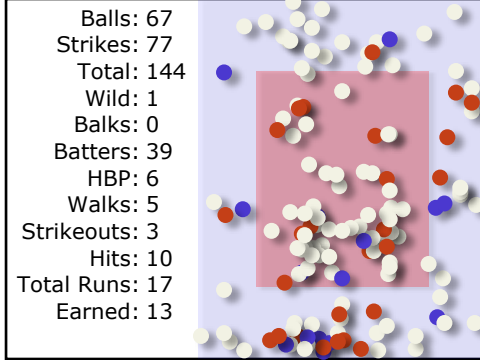 Balls: 67
Strikes: 77
Total: 144
Wild: 1
Balks: 0
Batters: 39
HBP: 6
Walks: 5
Strikeouts: 3
Hits: 10
Total Runs: 17
Earned: 13